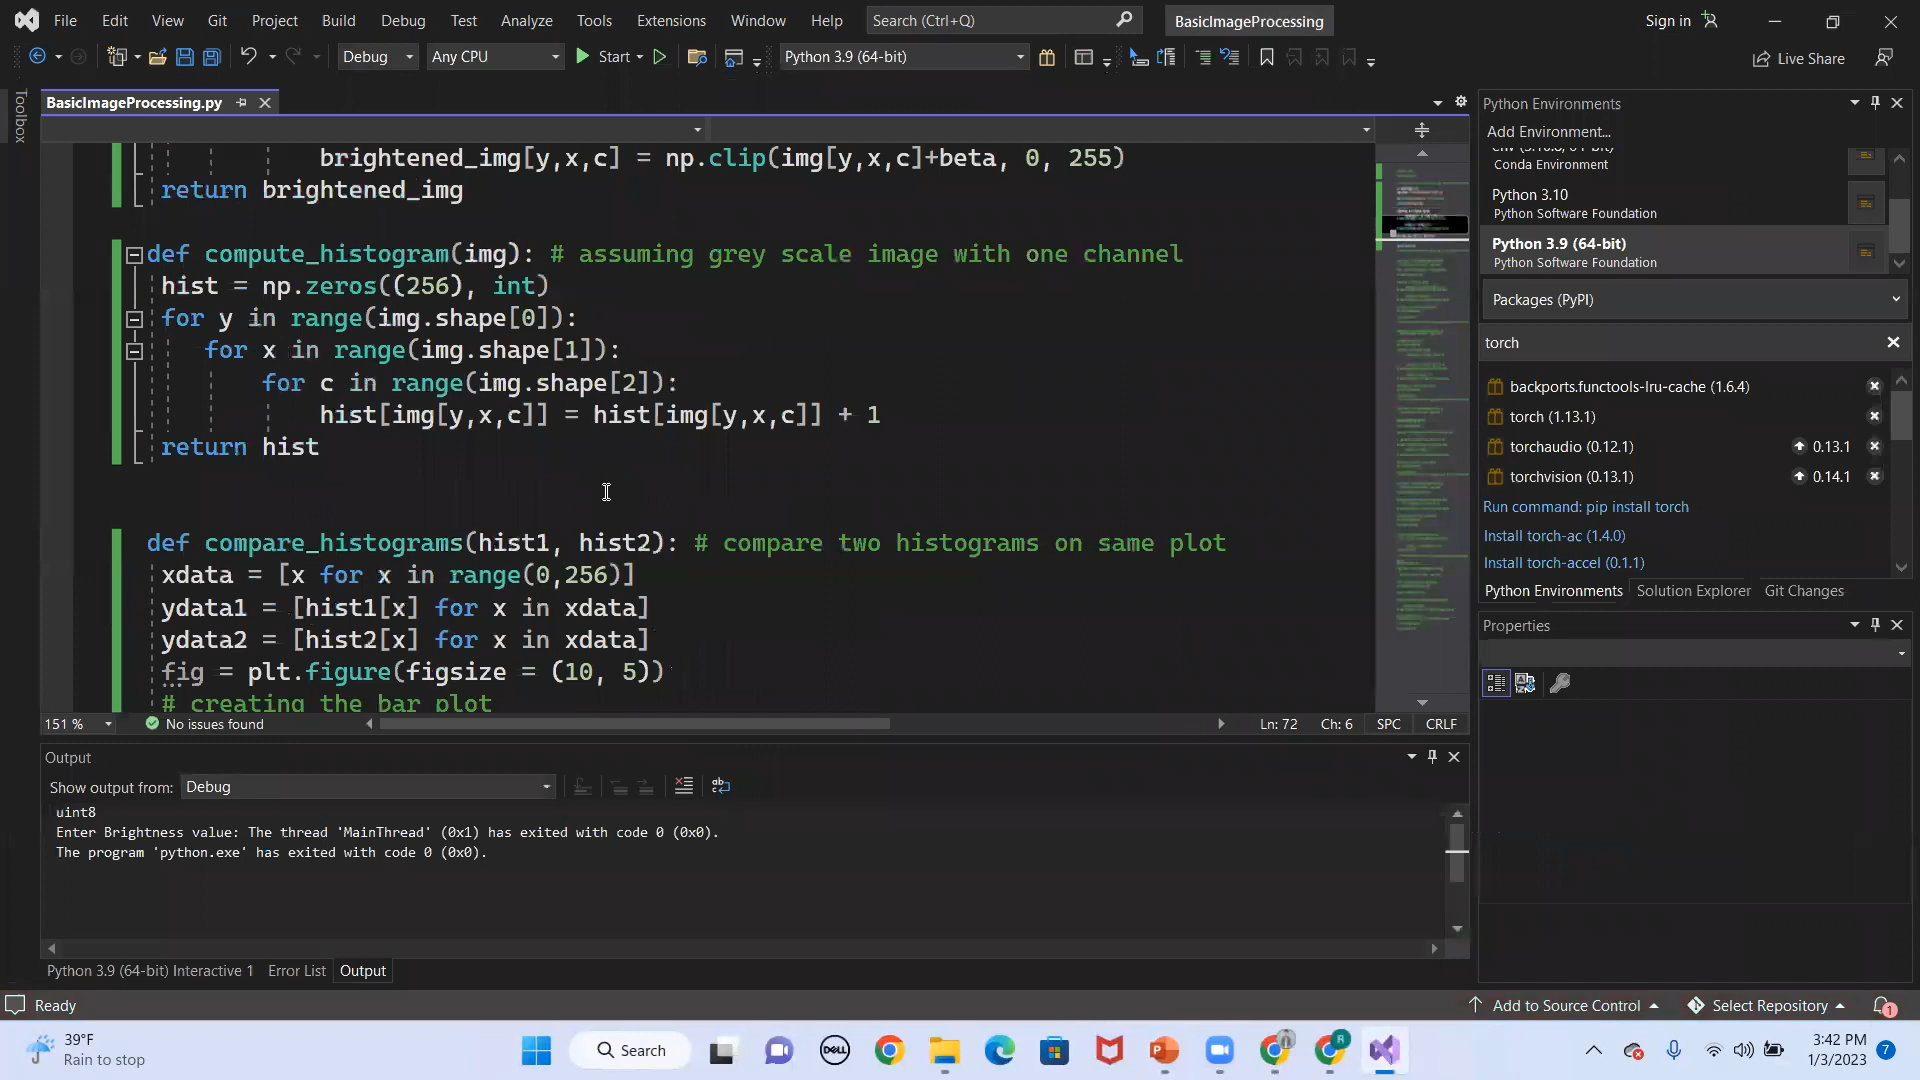 File Edit View Git Project Build Debug Test Analyze Tools Extensions Window Help Search (Ctrl+Q) BasicImageProcessing Sign in
Debug Any CPU Start Python 3.9 (64-bit) Live Share
Toolbox
BasicImageProcessing.py
brightened_img[y,x,c] = np.clip(img[y,x,c]+beta, 0, 255)
return brightened_img
def compute_histogram(img): # assuming grey scale image with one channel
hist = np.zeros((256), int)
for y in range(img.shape[0]):
for x in range(img.shape[1]):
for c in range(img.shape[2]):
hist[img[y,x,c]] = hist[img[y,x,c]] + 1
return hist
def compare_histograms(hist1, hist2): # compare two histograms on same plot
xdata = [x for x in range(0,256)]
ydata1 = [hist1[x] for x in xdata]
ydata2 = [hist2[x] for x in xdata]
fig = plt.figure(figsize = (10, 5))
# creating the bar plot
151 % No issues found Ln: 72 Ch: 6 SPC CRLF
Output
Show output from: Debug
uint8
Enter Brightness value: The thread 'MainThread' (0x1) has exited with code 0 (0x0).
The program 'python.exe' has exited with code 0 (0x0).
Python 3.9 (64-bit) Interactive 1 Error List Output
Python Environments
Add Environment...
Conda Environment
Python 3.10
Python Software Foundation
Python 3.9 (64-bit)
Python Software Foundation
Packages (PyPI)
torch
backports.functools-lru-cache (1.6.4)
torch (1.13.1)
torchaudio (0.12.1) 0.13.1
torchvision (0.13.1) 0.14.1
Run command: pip install torch
Install torch-ac (1.4.0)
Install torch-accel (0.1.1)
Python Environments Solution Explorer Git Changes
Properties
Ready Add to Source Control Select Repository 1
39°F
Rain to stop
Search
DELL
3:42 PM
1/3/2023
7